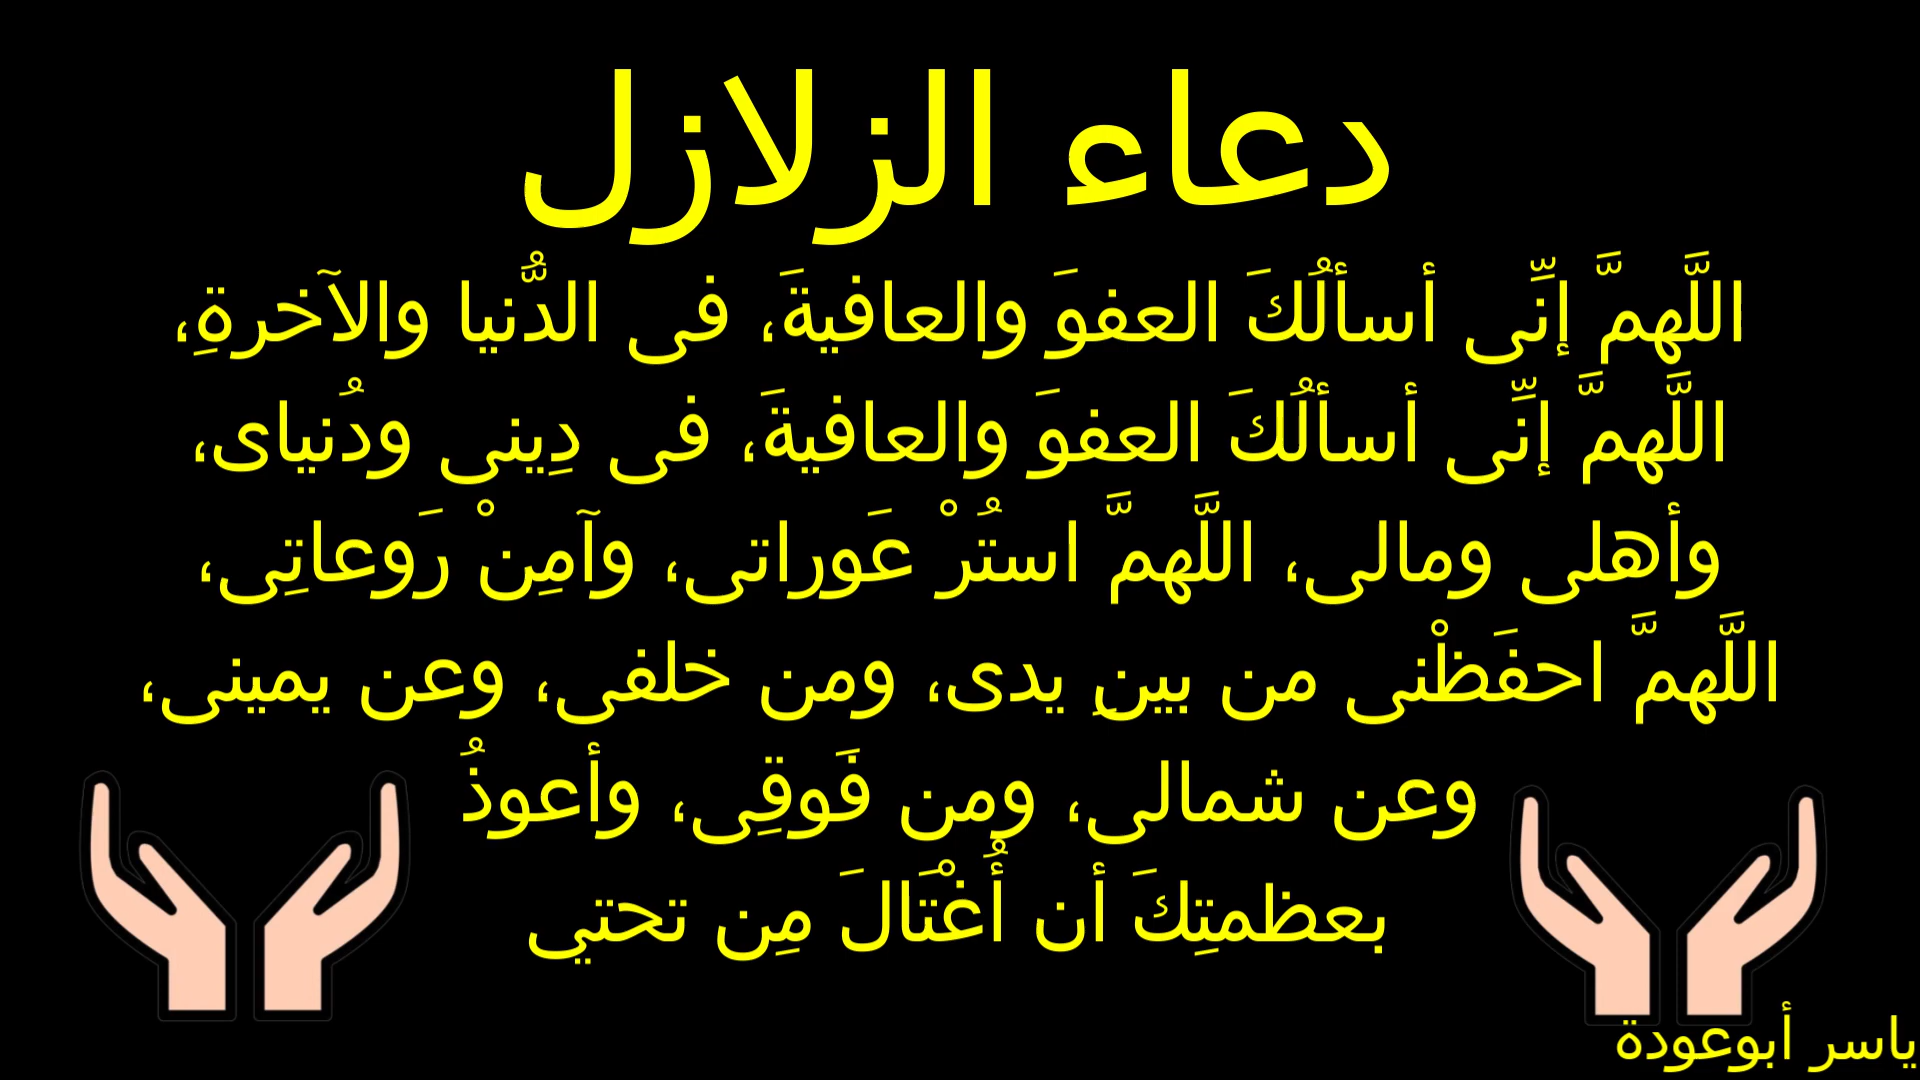 دعاء الزلازل
اللَّهمَّ إنِّى أسألُكَ العفوَ والعافيةَ، فى الدُّنيا والآخرةِ،
اللَّهمَّ إنِّى أسألُكَ العفوَ والعافيةَ، فى دِينى ودُنياى،
وأهلى ومالى، اللَّهمَّ استُرْ عَوراتى، وآمِنْ رَوعاتِى،
اللَّهمَّ احفَظْنى من بينِ يدى، ومن خلفى، وعن يمينى،
وعن شمالى، ومن فَوقِى، وأعوذُ
بعظمتِكَ أن أُغْتَالَ مِن تحتي
ياسر أبوعودة